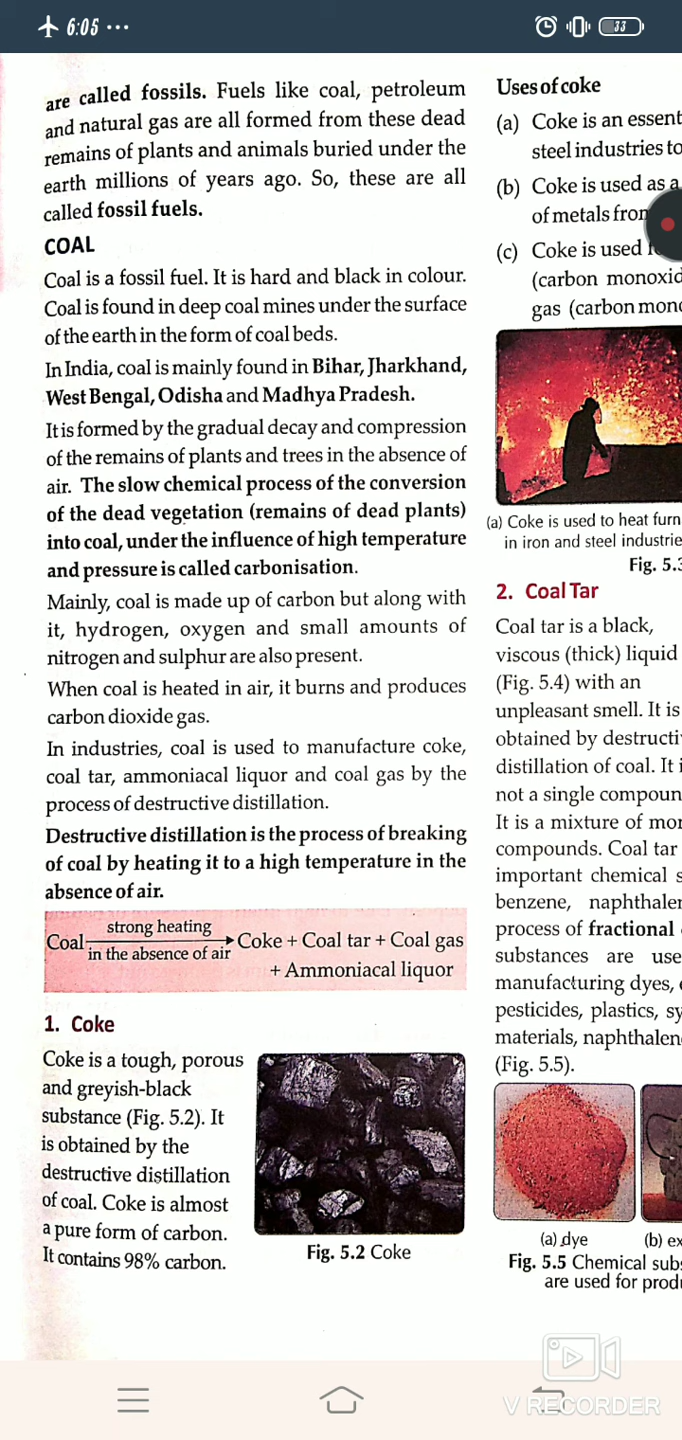 6:05 ...
33
are called fossils. Fuels like coal, petroleum
and natural gas are all formed from these dead
remains of plants and animals buried under the
earth millions of years ago. So, these are all
called fossil fuels.
COAL
Coal is a fossil fuel. It is hard and black in colour.
Coal is found in deep coal mines under the surface
of the earth in the form of coal beds.
In India, coal is mainly found in Bihar, Jharkhand,
West Bengal, Odisha and Madhya Pradesh.
It is formed by the gradual decay and compression
of the remains of plants and trees in the absence of
air. The slow chemical process of the conversion
of the dead vegetation (remains of dead plants)
into coal, under the influence of high temperature
and pressure is called carbonisation.
Mainly, coal is made up of carbon but along with
it, hydrogen, oxygen and small amounts of
nitrogen and sulphur are also present.
When coal is heated in air, it burns and produces
carbon dioxide gas.
In industries, coal is used to manufacture coke,
coal tar, ammoniacal liquor and coal gas by the
process of destructive distillation.
Destructive distillation is the process of breaking
of coal by heating it to a high temperature in the
absence of air.
Coal strong heating in the absence of air → Coke + Coal tar + Coal gas
+ Ammoniacal liquor
1. Coke
Coke is a tough, porous
and greyish-black
substance (Fig. 5.2). It
is obtained by the
destructive distillation
of coal. Coke is almost
a pure form of carbon.
It contains 98% carbon.
Fig. 5.2 Coke
Uses of coke
(a) Coke is an essent
steel industries to
(b) Coke is used as a
of metals from
(c) Coke is used
(carbon monoxid
gas (carbon mono
(a) Coke is used to heat furn
in iron and steel industrie
Fig. 5.3
2. Coal Tar
Coal tar is a black,
viscous (thick) liquid
(Fig. 5.4) with an
unpleasant smell. It is
obtained by destructi
distillation of coal. It i
not a single compoun
It is a mixture of mor
compounds. Coal tar
important chemical s
benzene, naphthaler
process of fractional
substances are use
manufacturing dyes, e
pesticides, plastics, sy
materials, naphthalen
(Fig. 5.5).
(a) dye
(b) ex
Fig. 5.5 Chemical subs
are used for produ
V RECORDER